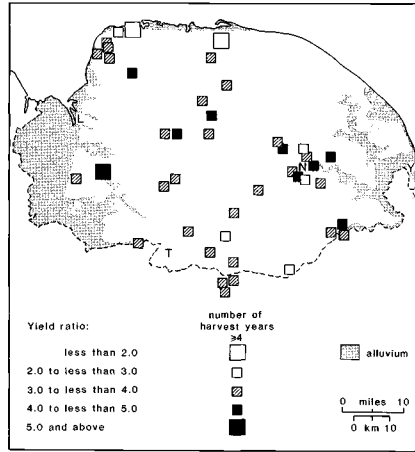 L
N
T
Yield ratio:
number of
harvest years
≥4
less than 2.0
alluvium
2.0 to less than 3.0
3.0 to less than 4.0
0 miles 10
4.0 to less than 5.0
5.0 and above
0 km 10